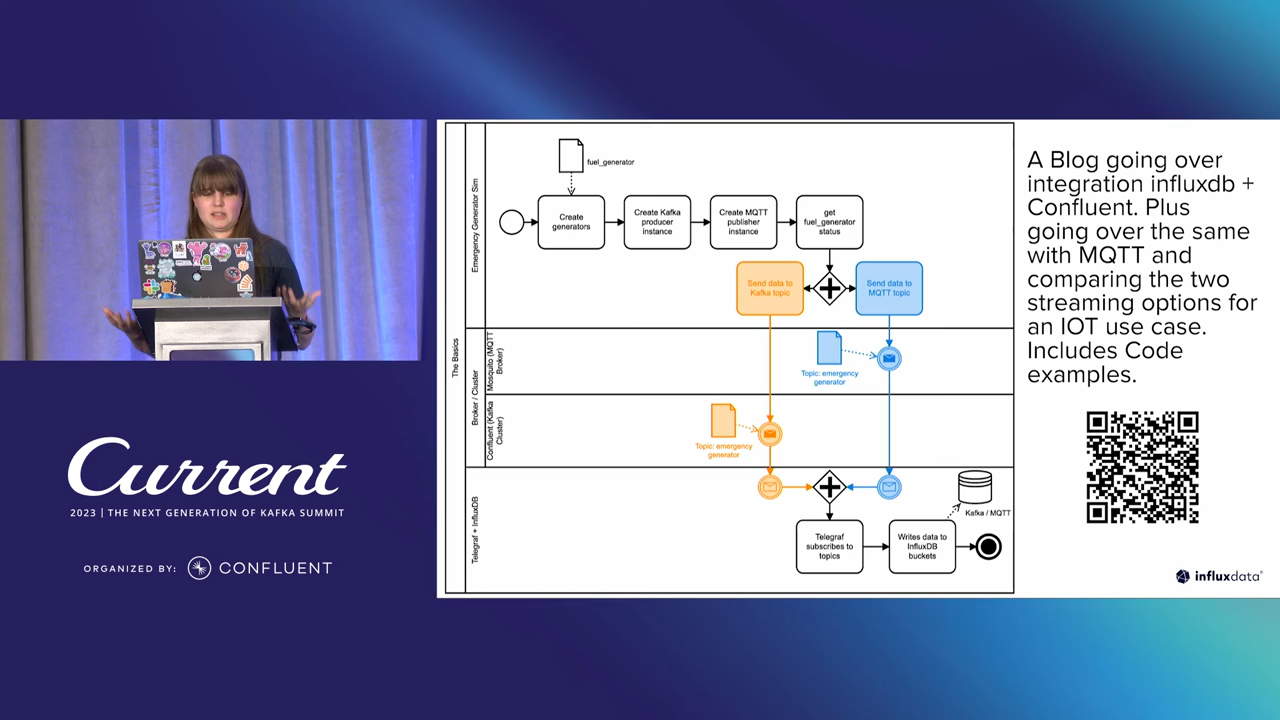 The Basics
Emergency Generator Sim
fuel_generator
Create
generators
Create Kafka
producer
instance
Create MQTT
publisher
instance
get
fuel_generator
status
Send data to
Kafka topic
Send data to
MQTT topic
Broker / Cluster
Mosquito (MQTT
Broker)
Topic: emergency
generator
Confluent (Kafka
Cluster)
Topic: emergency
generator
Telegraf + InfluxDB
Kafka / MQTT
Telegraf
subscribes to
topics
Writes data to
InfluxDB
buckets
A Blog going over
integration influxdb +
Confluent. Plus
going over the same
with MQTT and
comparing the two
streaming options for
an IOT use case.
Includes Code
examples.
influxdata®
Current
2023 | THE NEXT GENERATION OF KAFKA SUMMIT
ORGANIZED BY: CONFLUENT